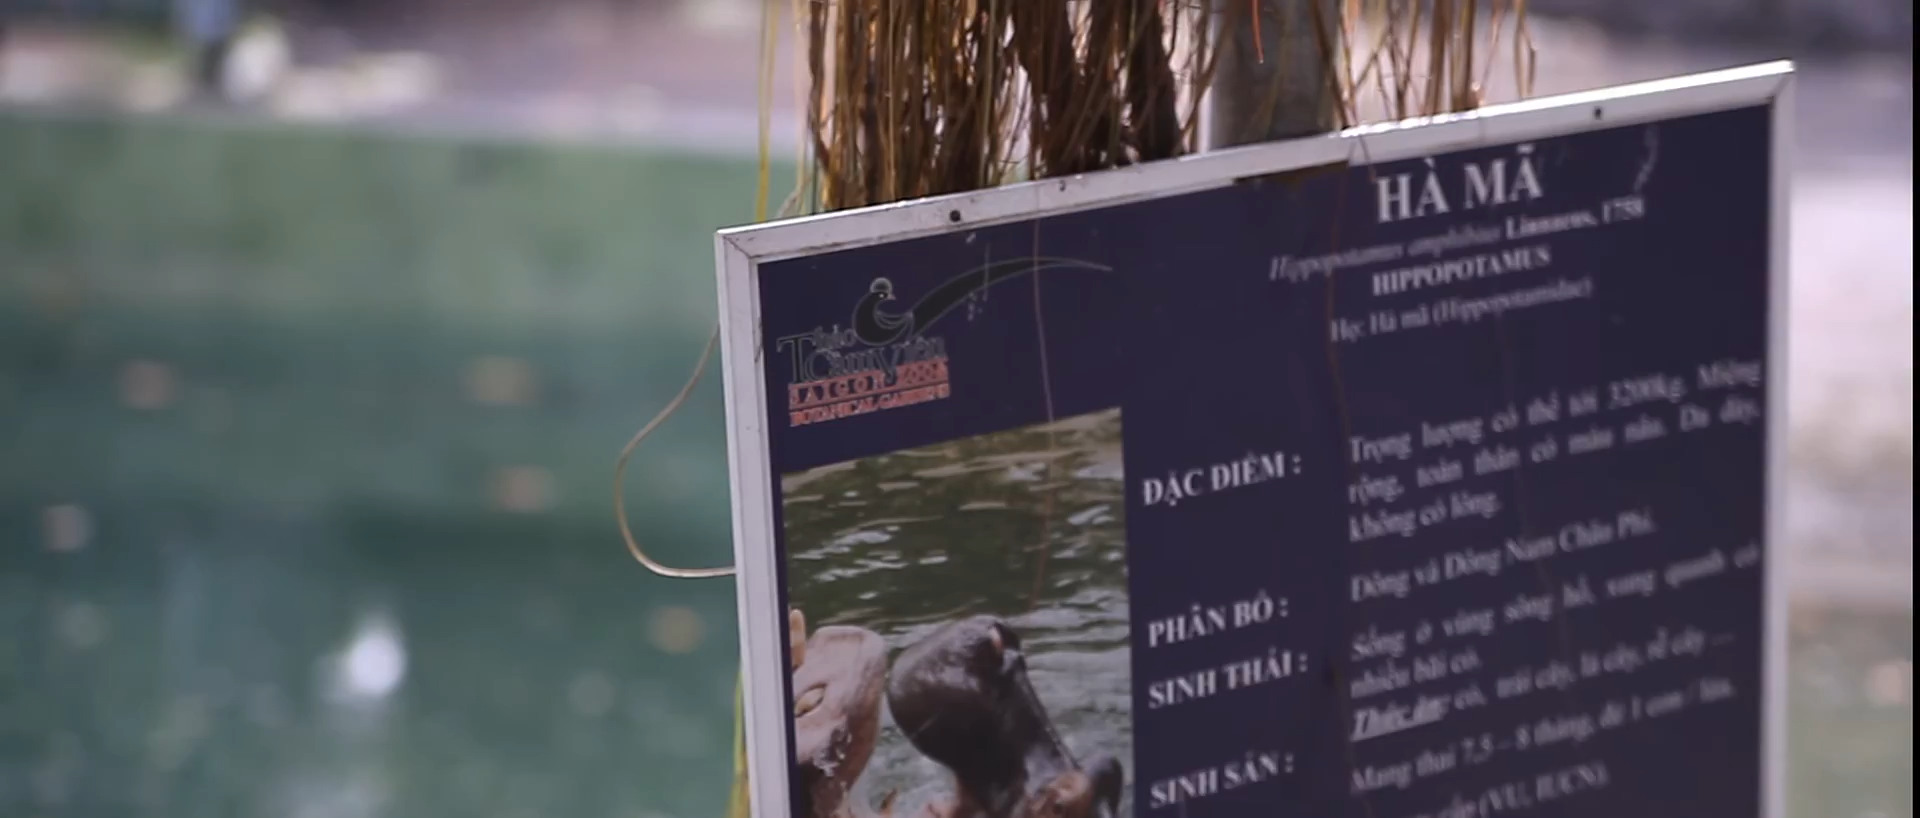 HÀ MÃ
Hippopotamus amphibius Linnaeus, 1758
HIPPOPOTAMUS
Họ: Hà mã (Hippopotamidae)
Thảo
Cầm Viên
SAIGON ZOO &
BOTANICAL GARDENS
ĐẶC ĐIỂM :
Trọng lượng có thể tới 3200kg. Miệng
rộng, toàn thân có màu nâu. Da dày,
không có lông.
PHÂN BỐ :
Đông và Đông Nam Châu Phi.
SINH THÁI :
Sống ở vùng sông hồ, xung quanh có
nhiều bãi cỏ.
Thức ăn: cỏ, trái cây, lá cây, rễ cây ...
SINH SẢN :
Mang thai 7,5 – 8 tháng, đẻ 1 con / lứa.
cấp (VU, IUCN).